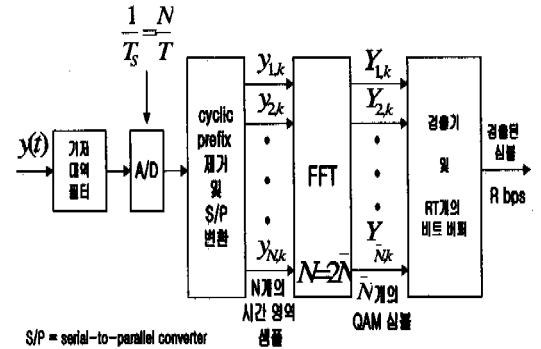 1/T_s = N/T
y(t)
기저
대역
필터
A/D
cyclic
prefix
제거
및
S/P
변환
y_{1,k}
y_{2,k}
y_{N,k}
N개의
시간 영역
샘플
FFT
N=2N̄
Y_{1,k}
Y_{2,k}
Y_{N̄,k}
N̄개의
QAM 심볼
검출기
및
RT개의
비트 버퍼
검출된
심볼
R bps
S/P = serial-to-parallel converter